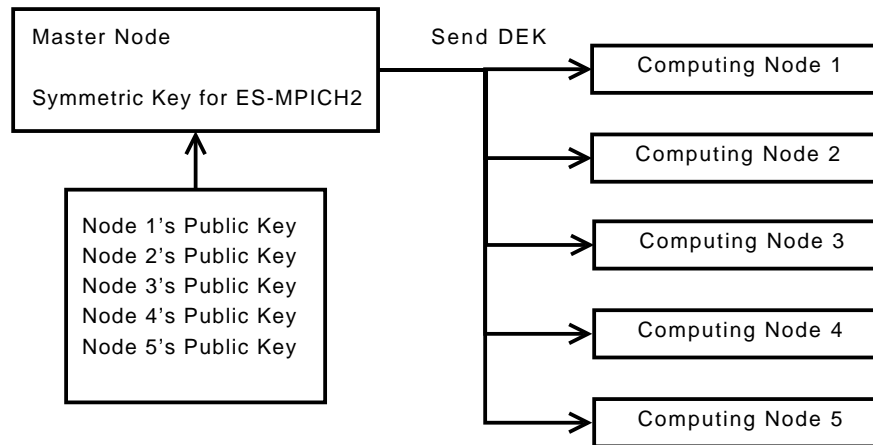 Master Node
Symmetric Key for ES-MPICH2
Send DEK
Computing Node 1
Computing Node 2
Computing Node 3
Computing Node 4
Computing Node 5
Node 1’s Public Key
Node 2’s Public Key
Node 3’s Public Key
Node 4’s Public Key
Node 5’s Public Key